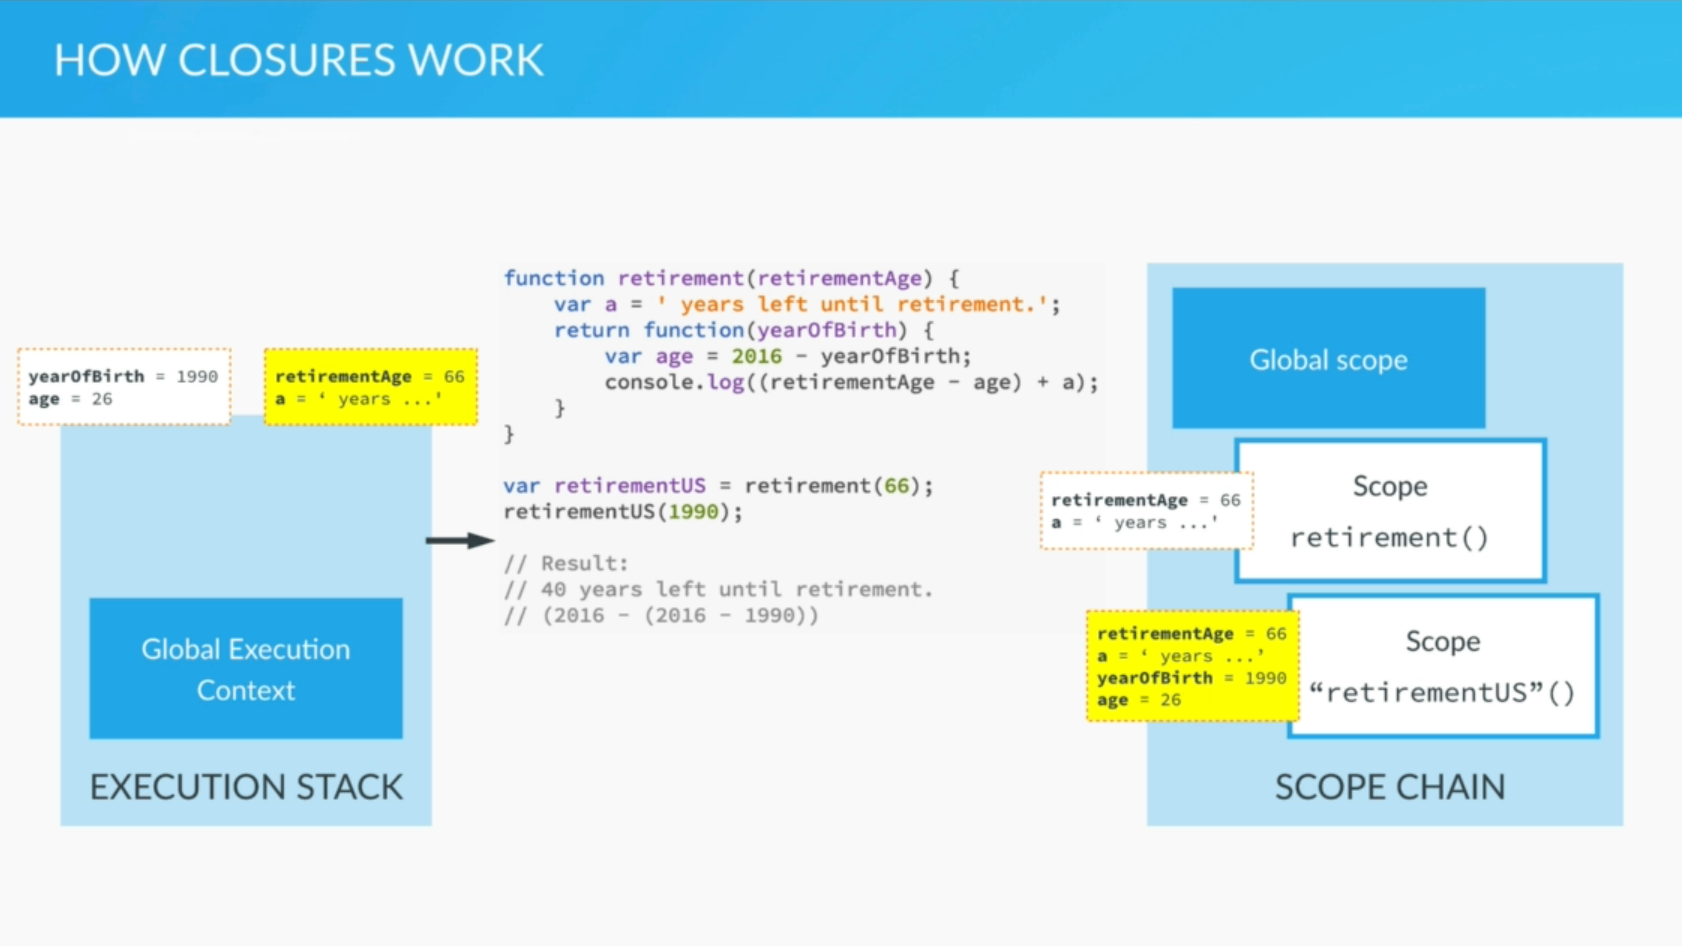 HOW CLOSURES WORK
yearOfBirth = 1990
age = 26
retirementAge = 66
a = ‘ years ...'
Global Execution
Context
EXECUTION STACK
function retirement(retirementAge) {
    var a = ' years left until retirement.';
    return function(yearOfBirth) {
        var age = 2016 - yearOfBirth;
        console.log((retirementAge - age) + a);
    }
}
var retirementUS = retirement(66);
retirementUS(1990);
// Result:
// 40 years left until retirement.
// (2016 - (2016 - 1990))
Global scope
retirementAge = 66
a = ‘ years ...'
Scope
retirement()
retirementAge = 66
a = ‘ years ...’
yearOfBirth = 1990
age = 26
Scope
“retirementUS”()
SCOPE CHAIN